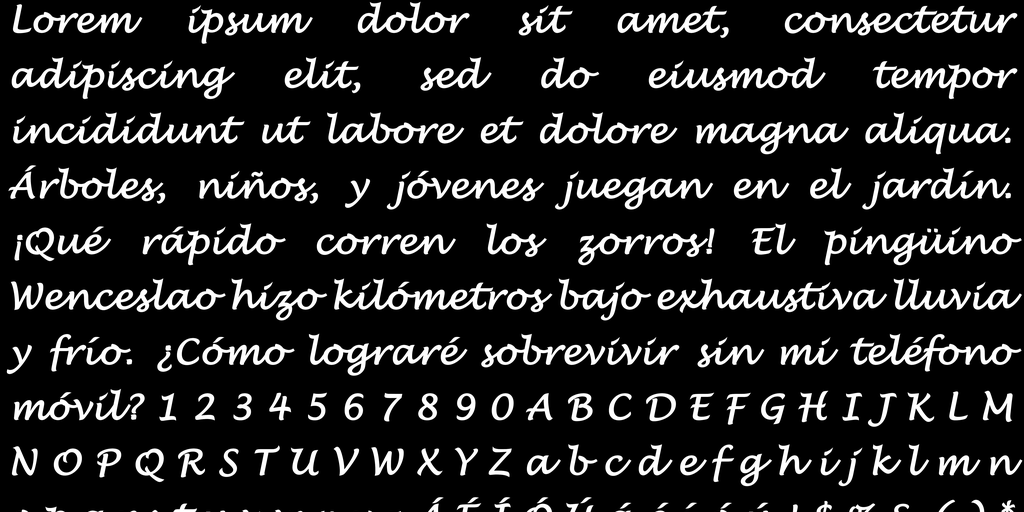 Lorem ipsum dolor sit amet, consectetur
adipiscing elit, sed do eiusmod tempor
incididunt ut labore et dolore magna aliqua.
Árboles, niños, y jóvenes juegan en el jardín.
¡Qué rápido corren los zorros! El pingüino
Wenceslao hizo kilómetros bajo exhaustiva lluvia
y frío. ¿Cómo lograré sobrevivir sin mi teléfono
móvil? 1 2 3 4 5 6 7 8 9 0 A B C D E F G H I J K L M
N O P Q R S T U V W X Y Z a b c d e f g h i j k l m n